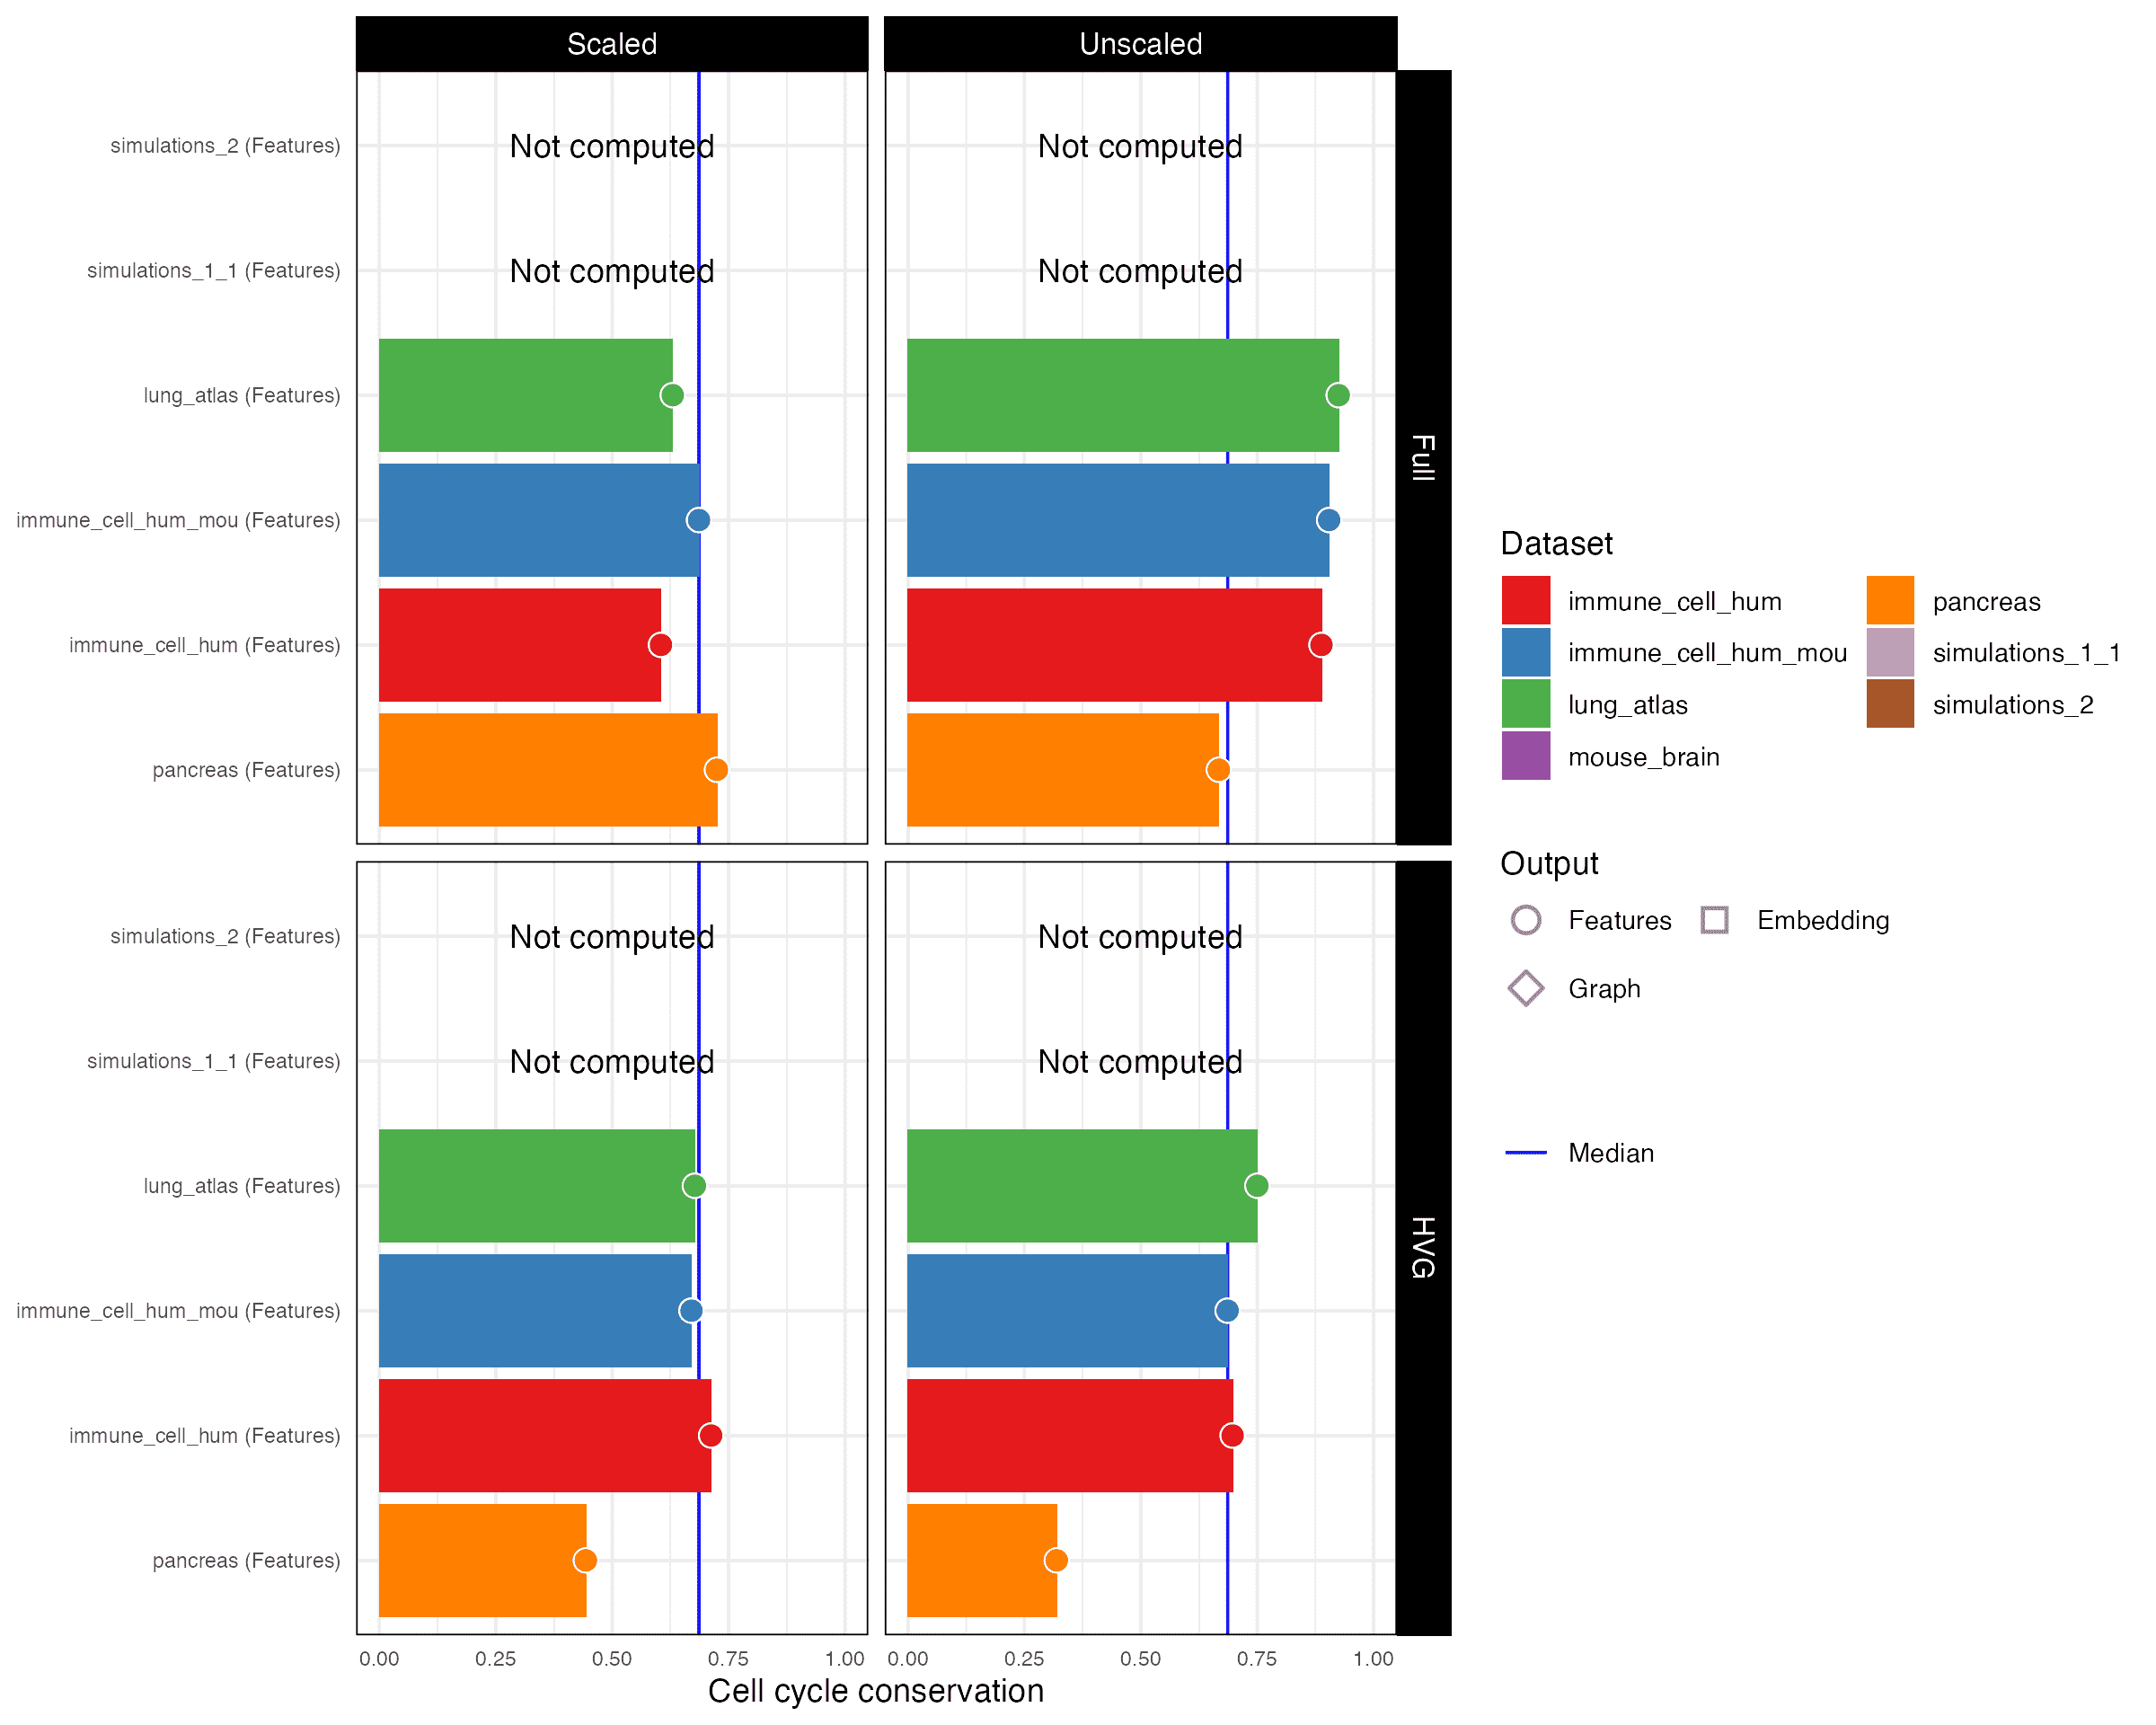 Scaled
Unscaled
simulations_2 (Features)
Not computed
Not computed
simulations_1_1 (Features)
Not computed
Not computed
lung_atlas (Features)
immune_cell_hum_mou (Features)
immune_cell_hum (Features)
pancreas (Features)
Full
simulations_2 (Features)
Not computed
Not computed
simulations_1_1 (Features)
Not computed
Not computed
lung_atlas (Features)
immune_cell_hum_mou (Features)
immune_cell_hum (Features)
pancreas (Features)
HVG
0.00 0.25 0.50 0.75 1.00
0.00 0.25 0.50 0.75 1.00
Cell cycle conservation
Dataset
immune_cell_hum
immune_cell_hum_mou
lung_atlas
mouse_brain
pancreas
simulations_1_1
simulations_2
Output
Features
Embedding
Graph
Median